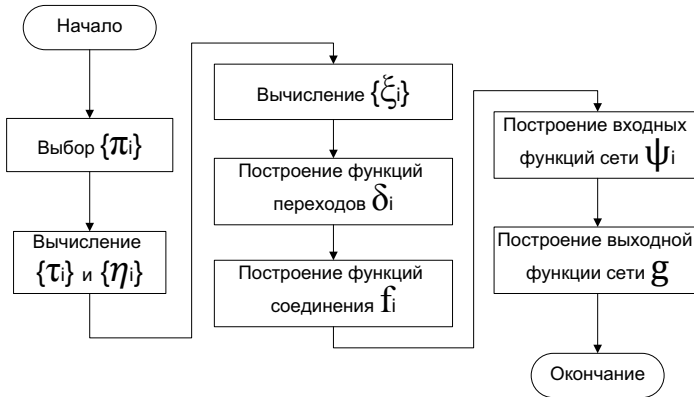 Начало
Выбор {πi}
Вычисление
{τi} и {ηi}
Вычисление {ξi}
Построение функций
переходов δi
Построение функций
соединения fi
Построение входных
функций сети ψi
Построение выходной
функции сети g
Окончание